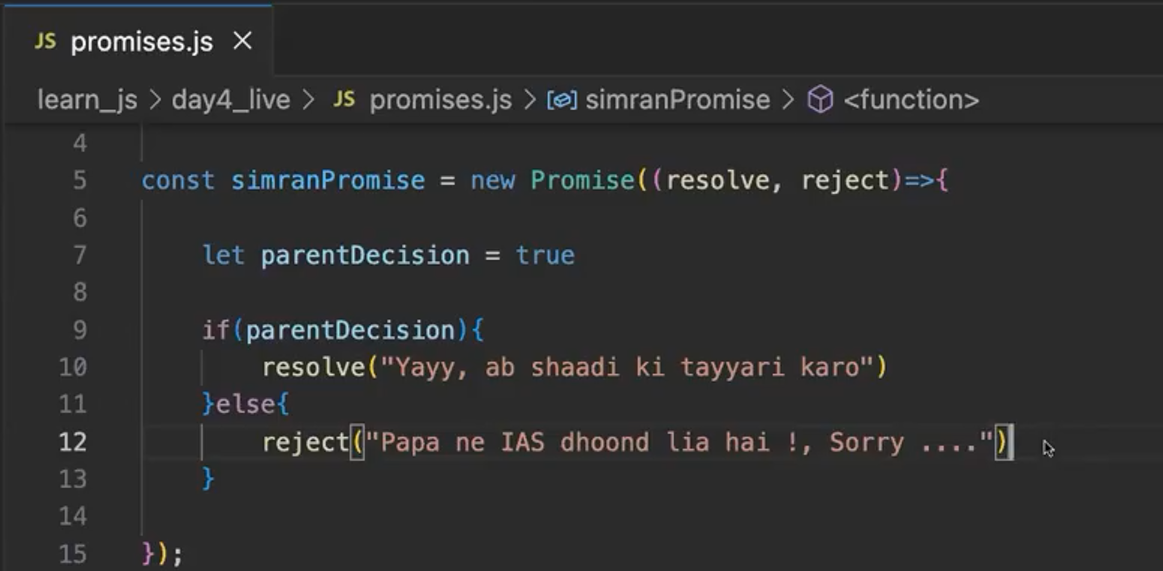 JS promises.js ×
learn_js > day4_live > JS promises.js > simranPromise > <function>
4
5 const simranPromise = new Promise((resolve, reject)=>{
6
7 let parentDecision = true
8
9 if(parentDecision){
10 resolve("Yayy, ab shaadi ki tayyari karo")
11 }else{
12 reject("Papa ne IAS dhoond lia hai !, Sorry ....")
13 }
14
15 });